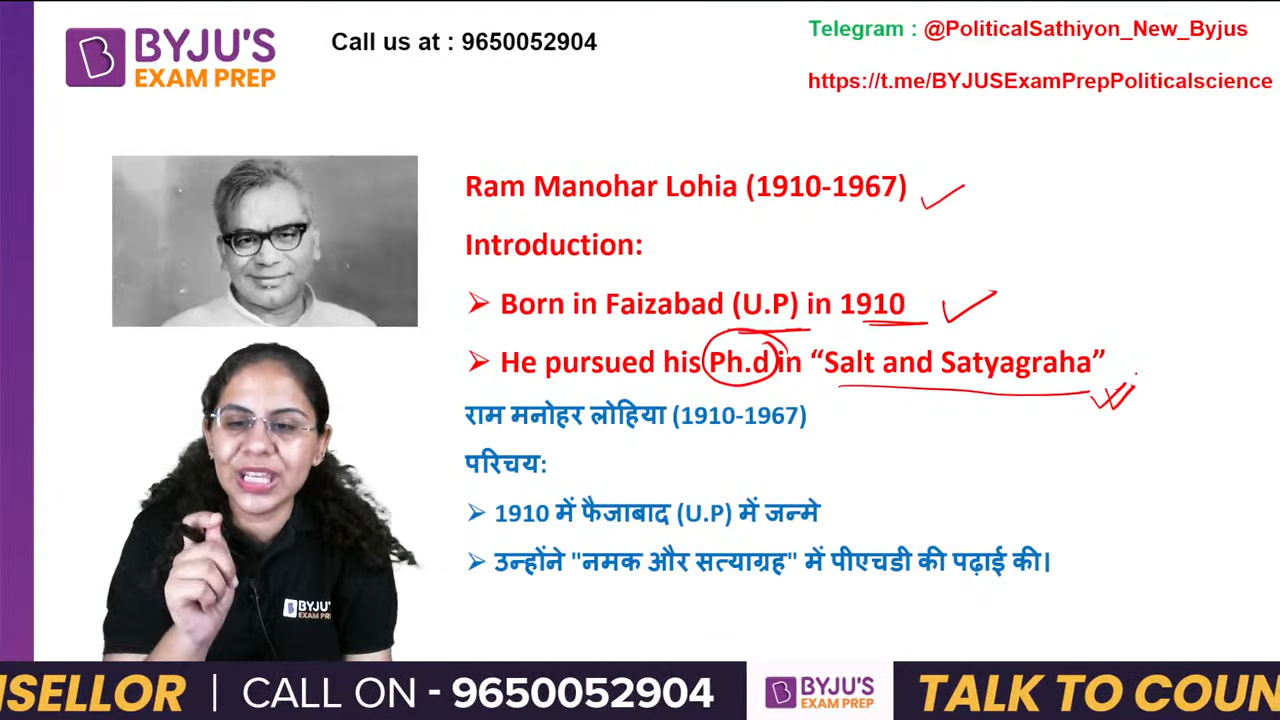 BYJU'S
EXAM PREP
Call us at : 9650052904
Telegram : @PoliticalSathiyon_New_Byjus
https://t.me/BYJUSExamPrepPoliticalscience
Ram Manohar Lohia (1910-1967)
Introduction:
➢ Born in Faizabad (U.P) in 1910
➢ He pursued his Ph.d in “Salt and Satyagraha”
राम मनोहर लोहिया (1910-1967)
परिचय:
➢ 1910 में फैजाबाद (U.P) में जन्मे
➢ उन्होंने "नमक और सत्याग्रह" में पीएचडी की पढ़ाई की।
BYJU'
EXAM PRE
NSELLOR | CALL ON - 9650052904
BYJU'S
EXAM PREP
TALK TO COUN